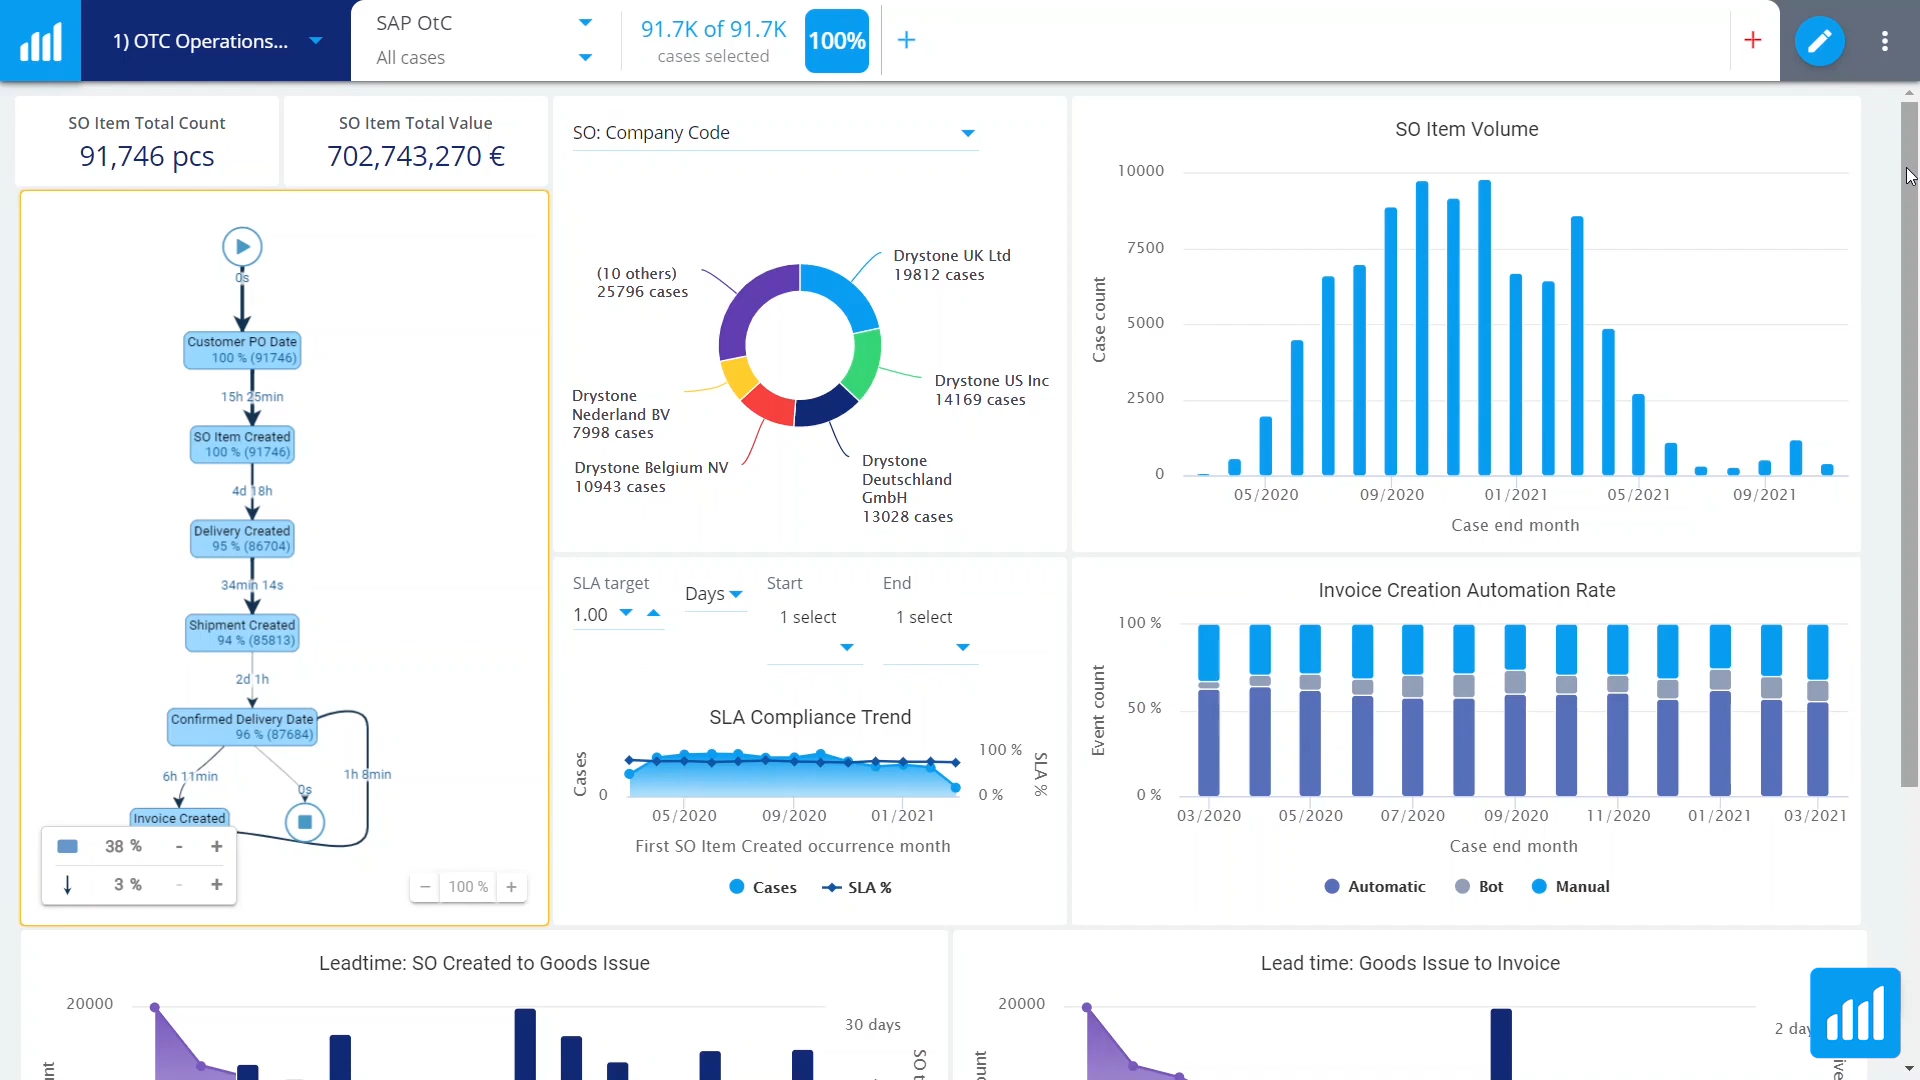 1) OTC Operations...
SAP OtC
All cases
91.7K of 91.7K
cases selected
100%
SO Item Total Count
91,746 pcs
SO Item Total Value
702,743,270 €
0s
Customer PO Date
100 % (91746)
15h 25min
SO Item Created
100 % (91746)
4d 18h
Delivery Created
95 % (86704)
34min 14s
Shipment Created
94 % (85813)
2d 1h
Confirmed Delivery Date
96 % (87684)
6h 11min
0s
1h 8min
Invoice Created
38 % - +
3 % - +
− 100 % +
SO: Company Code
(10 others)
25796 cases
Drystone UK Ltd
19812 cases
Drystone US Inc
14169 cases
Drystone
Nederland BV
7998 cases
Drystone Belgium NV
10943 cases
Drystone
Deutschland
GmbH
13028 cases
SO Item Volume
10000
7500
5000
2500
0
Case count
05/2020 09/2020 01/2021 05/2021 09/2021
Case end month
SLA target
1.00
Days
Start
1 select
End
1 select
SLA Compliance Trend
Cases
0
100 %
0 %
SLA %
05/2020 09/2020 01/2021
First SO Item Created occurrence month
Cases SLA %
Invoice Creation Automation Rate
100 %
50 %
0 %
Event count
03/2020 05/2020 07/2020 09/2020 11/2020 01/2021 03/2021
Case end month
Automatic Bot Manual
Leadtime: SO Created to Goods Issue
20000
30 days
Lead time: Goods Issue to Invoice
20000